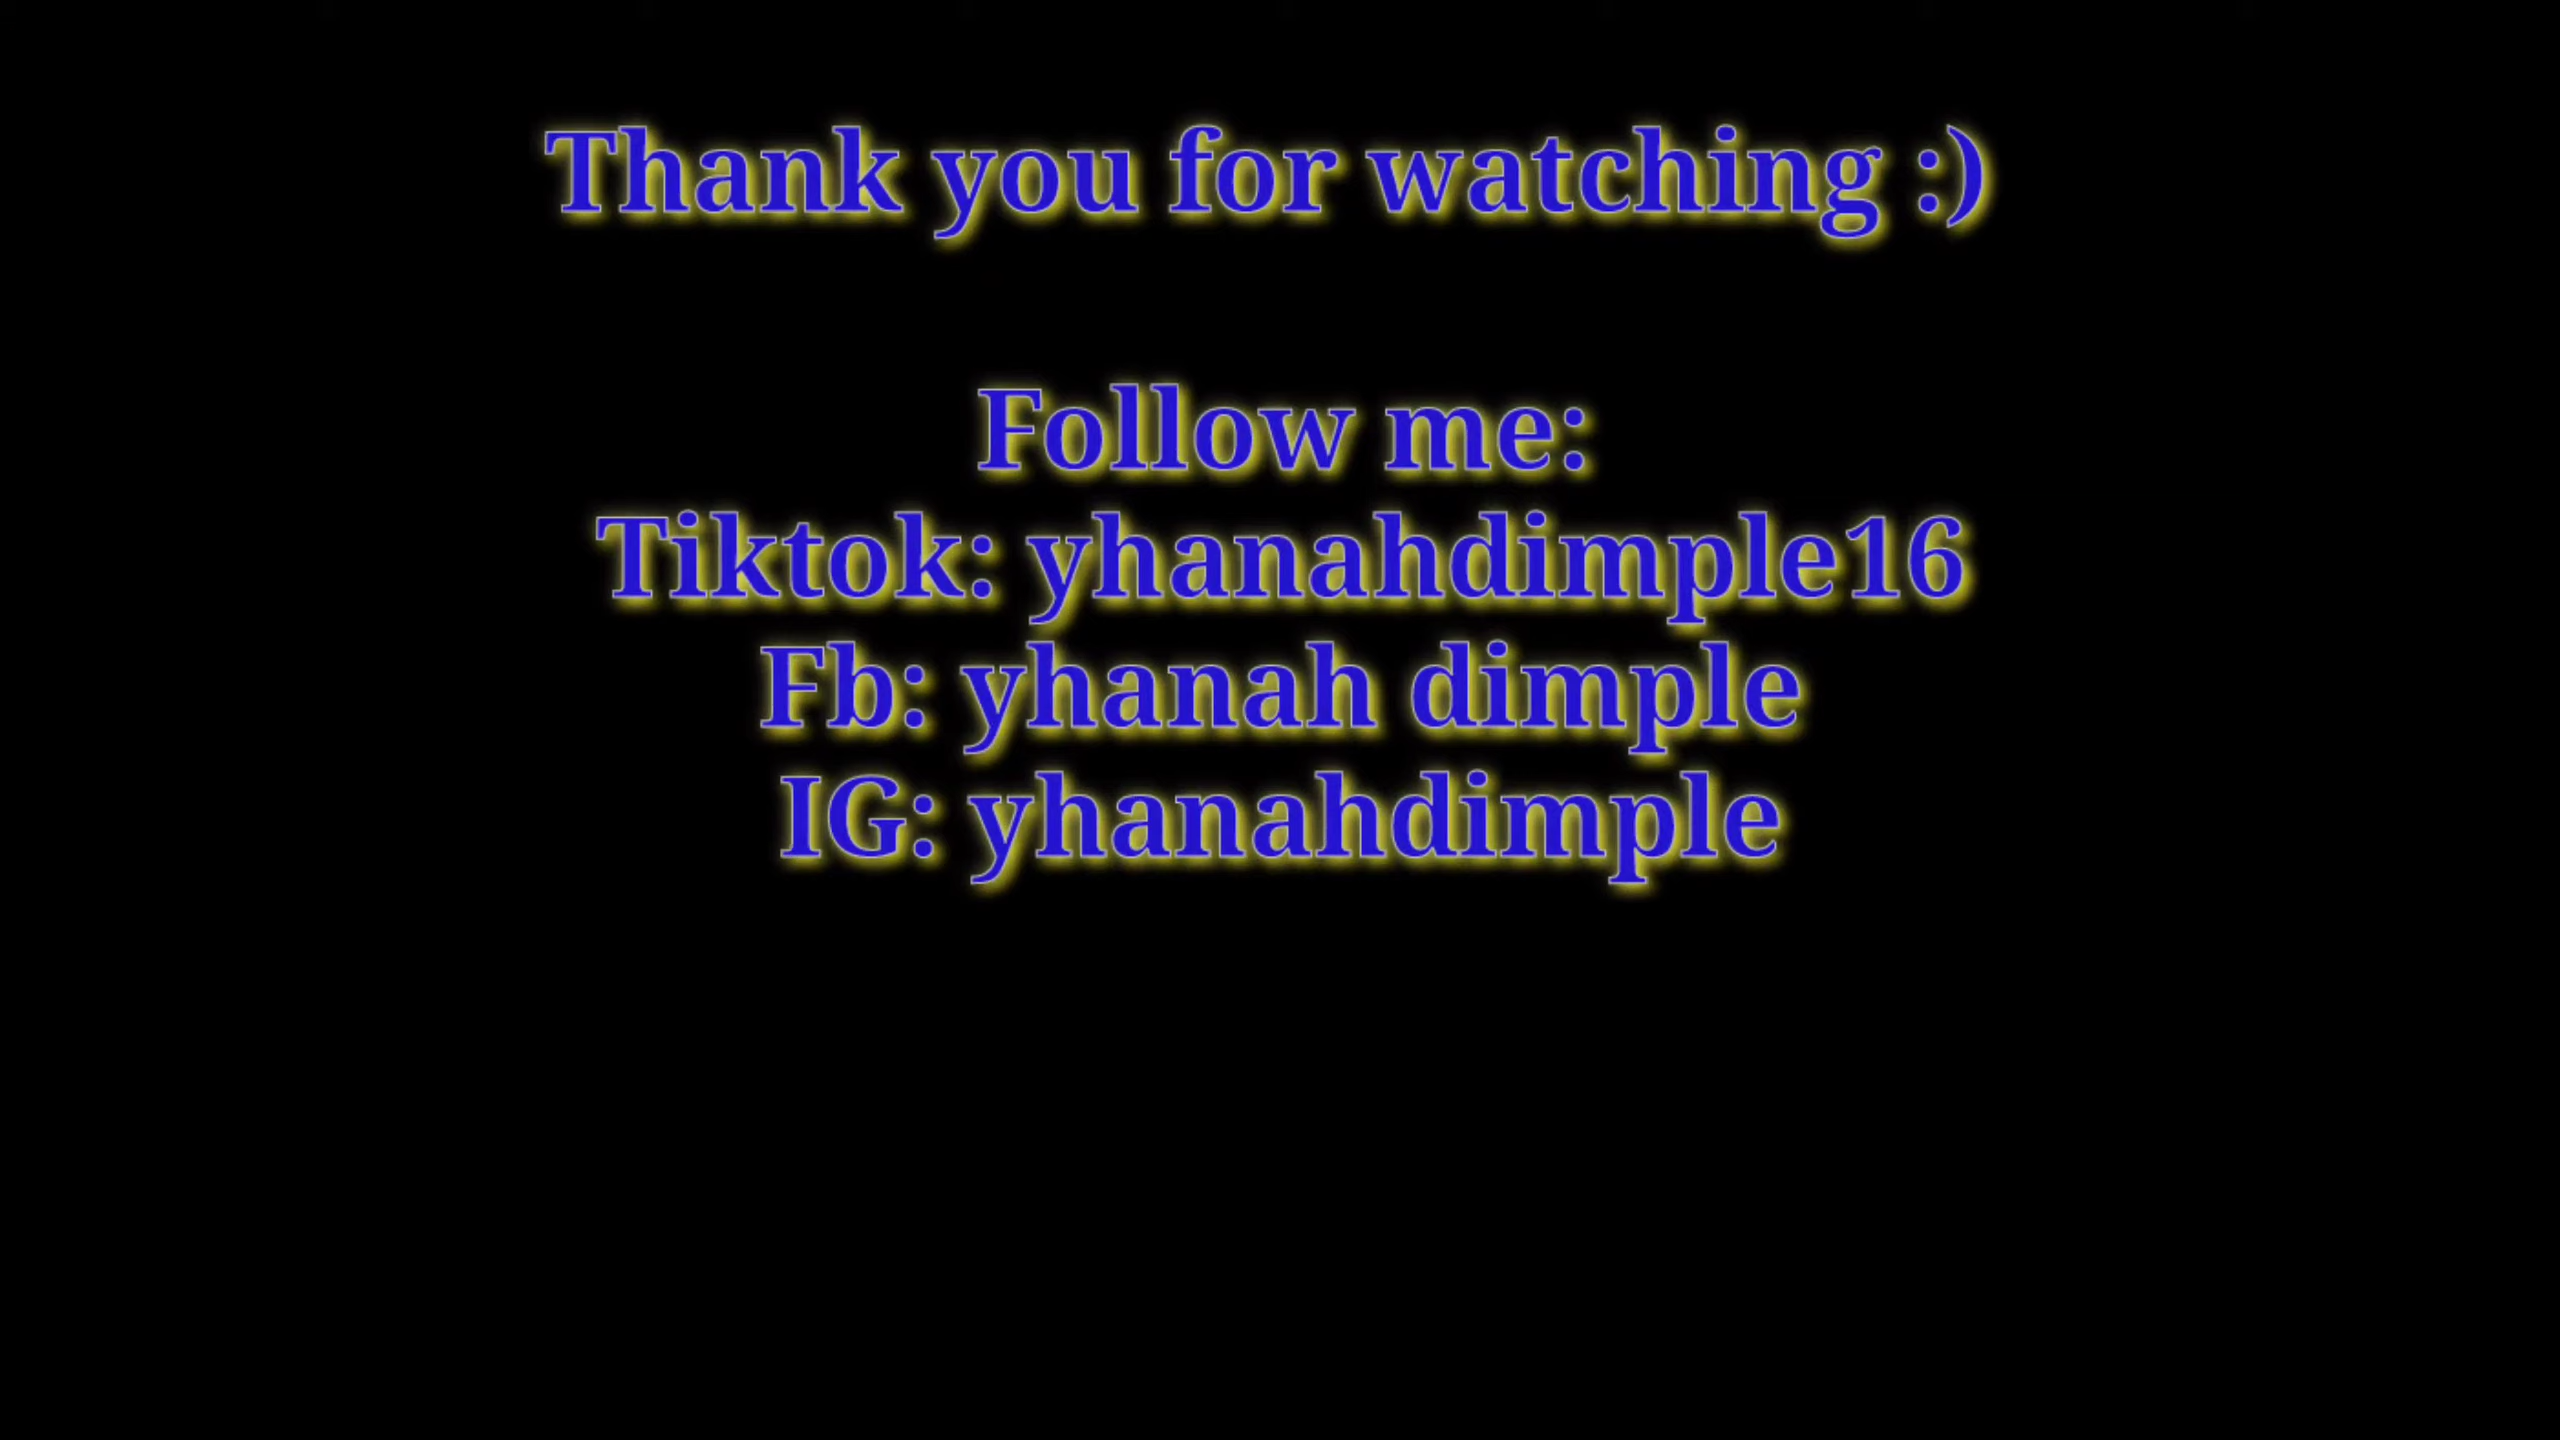 Thank you for watching :)
Follow me:
Tiktok: yhanahdimple16
Fb: yhanah dimple
IG: yhanahdimple